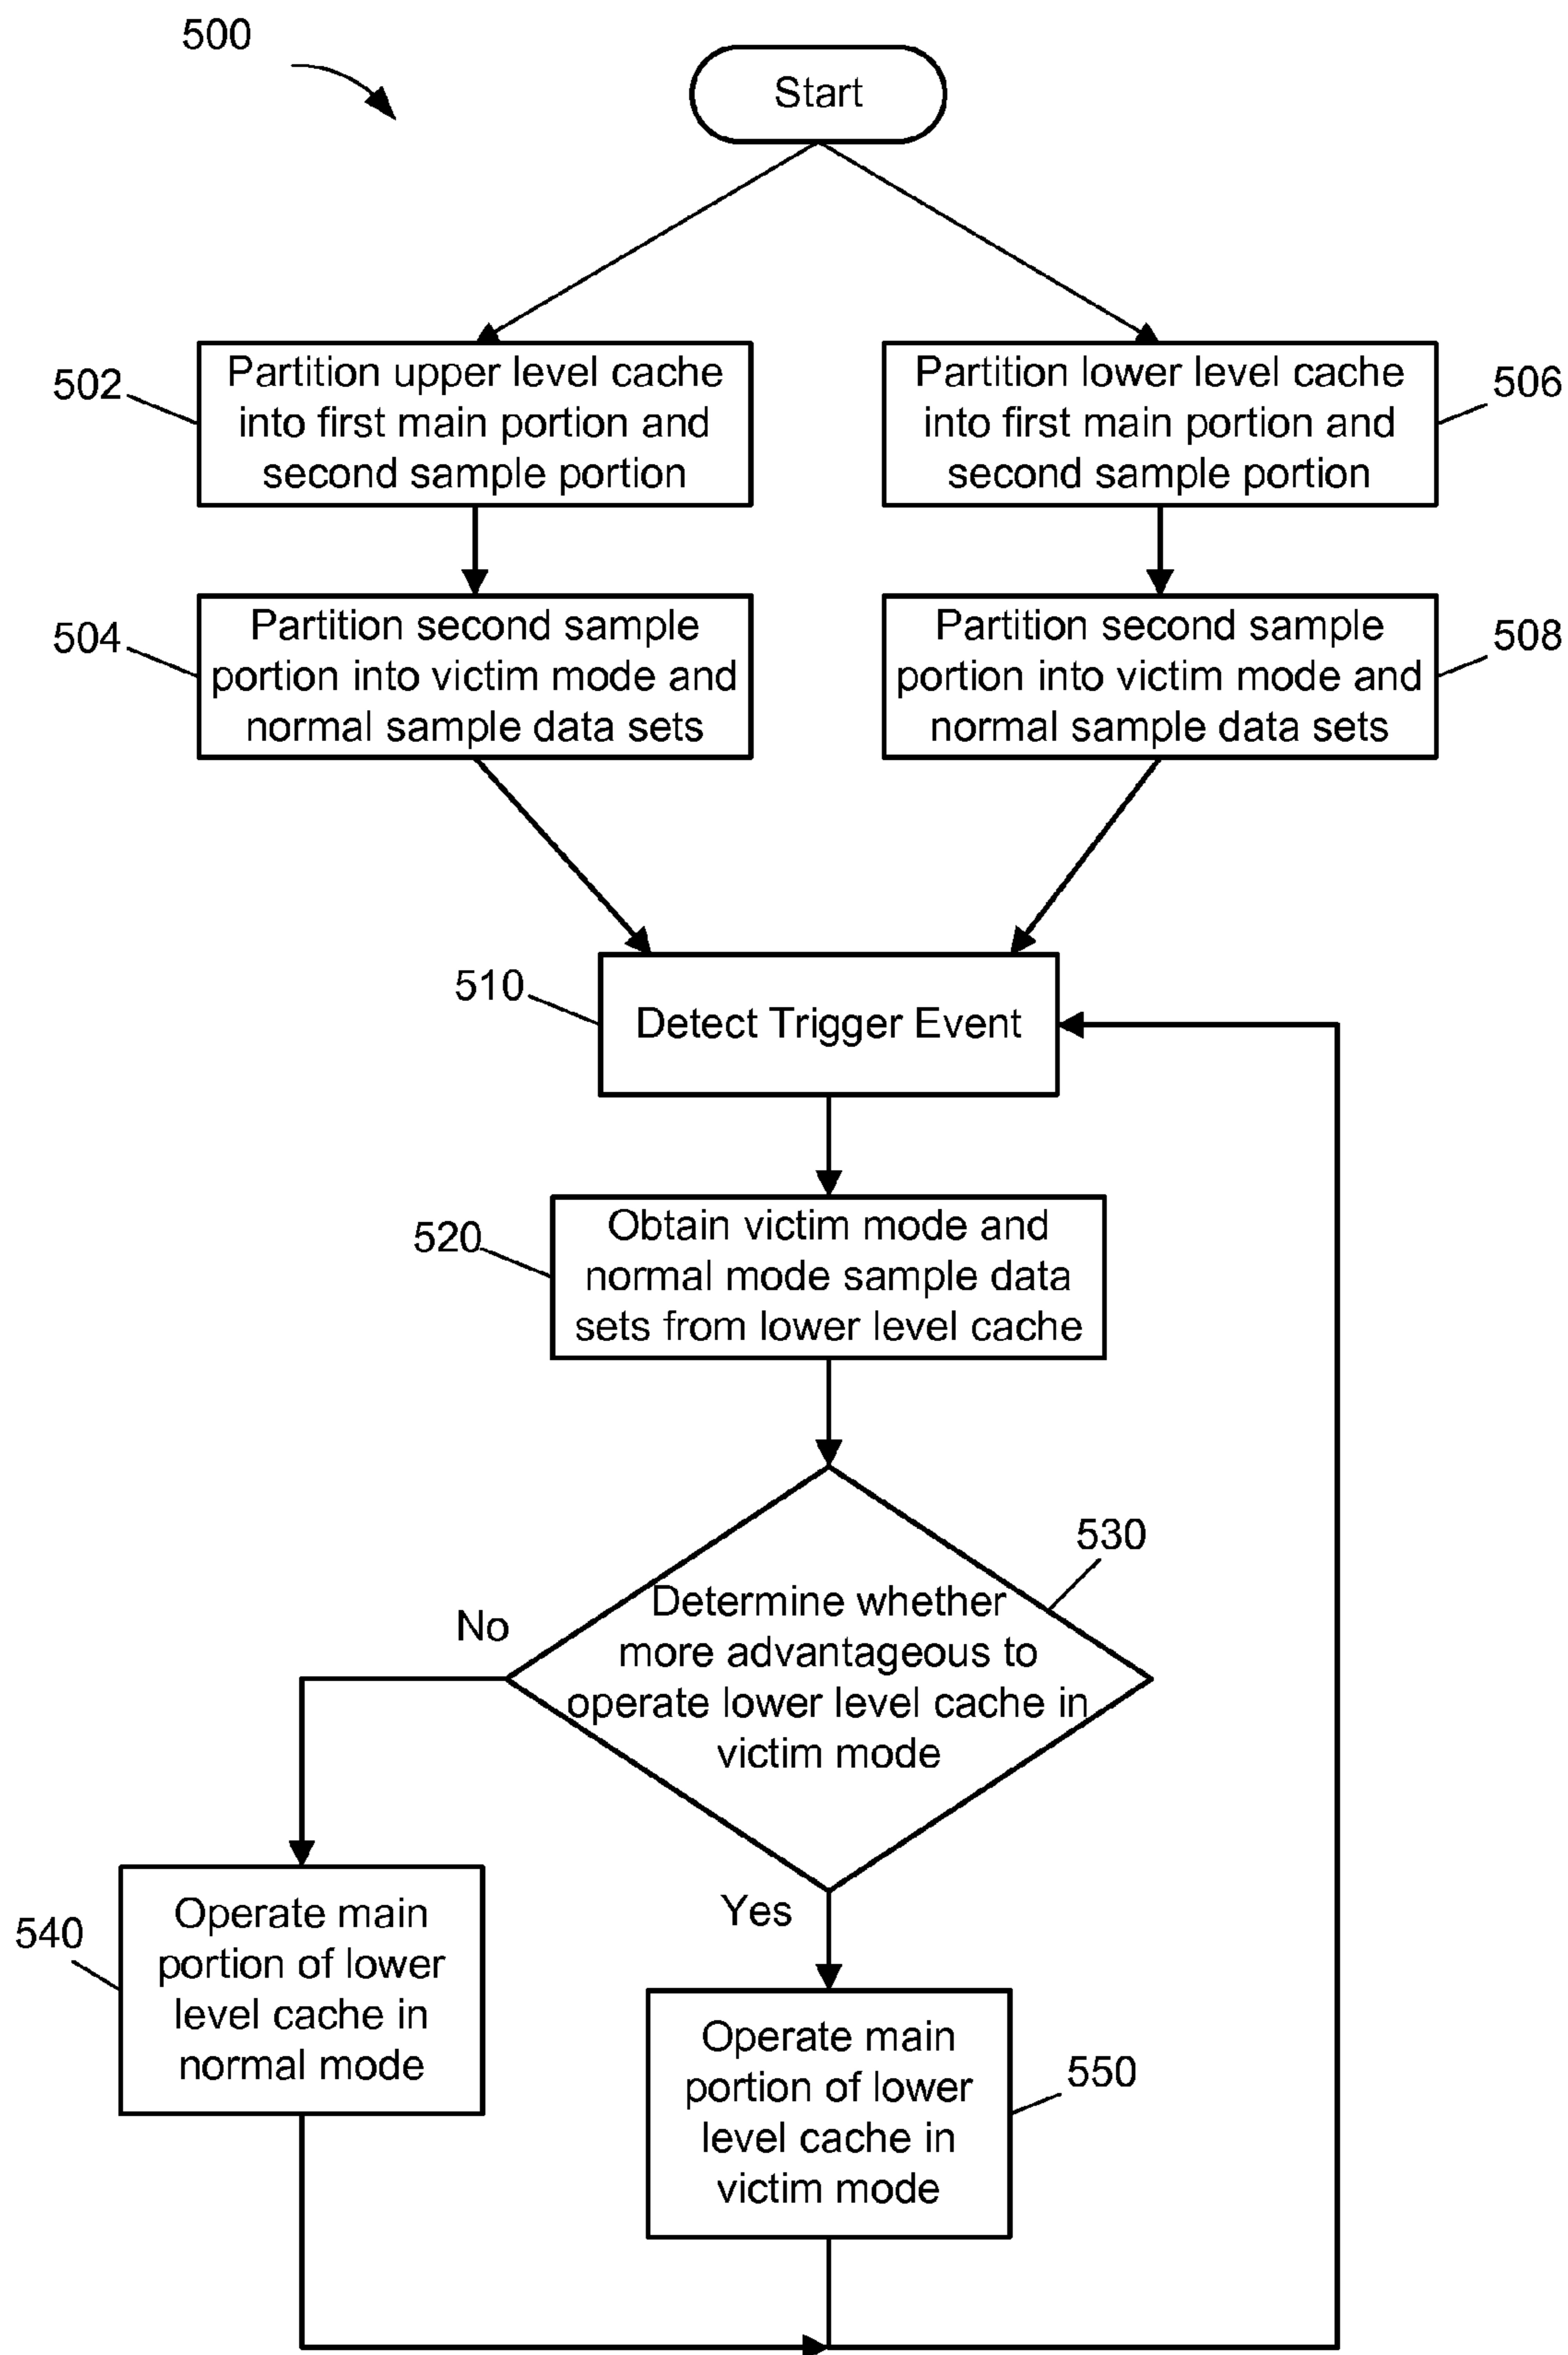 500
Start
502
Partition upper level cache
into first main portion and
second sample portion
Partition lower level cache
into first main portion and
second sample portion
506
504
Partition second sample
portion into victim mode and
normal sample data sets
Partition second sample
portion into victim mode and
normal sample data sets
508
510
Detect Trigger Event
520
Obtain victim mode and
normal mode sample data
sets from lower level cache
530
Determine whether
more advantageous to
operate lower level cache in
victim mode
No
Yes
540
Operate main
portion of lower
level cache in
normal mode
Operate main
portion of lower
level cache in
victim mode
550